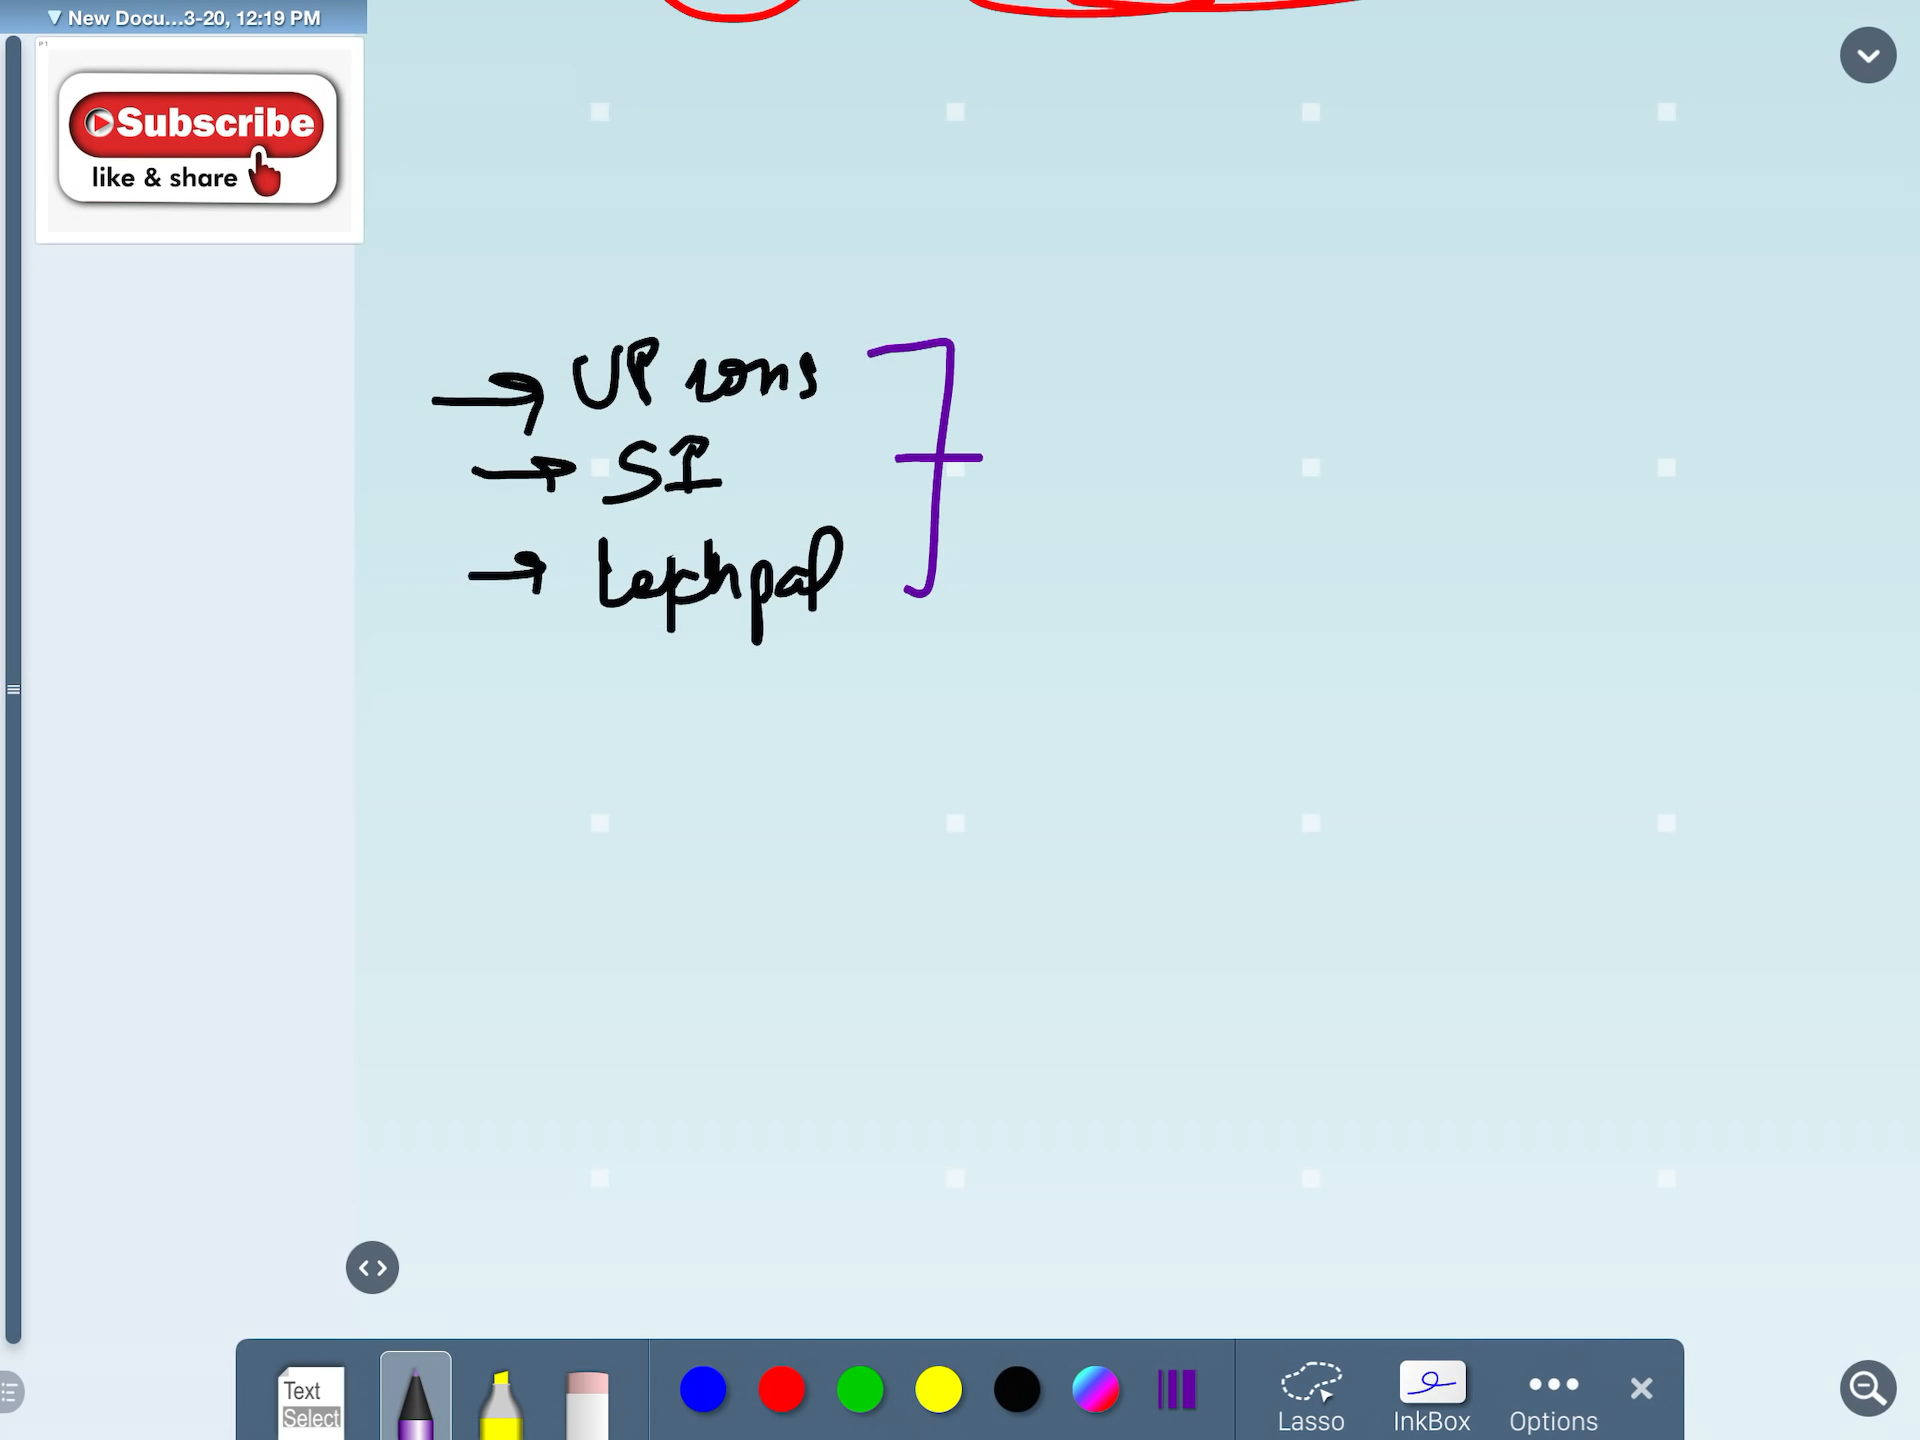 ▼ New Docu...3-20, 12:19 PM
P1
Subscribe
like & share
→ UP cons
→ SI
→ Lekhpal
Text
Select
Lasso
InkBox
Options